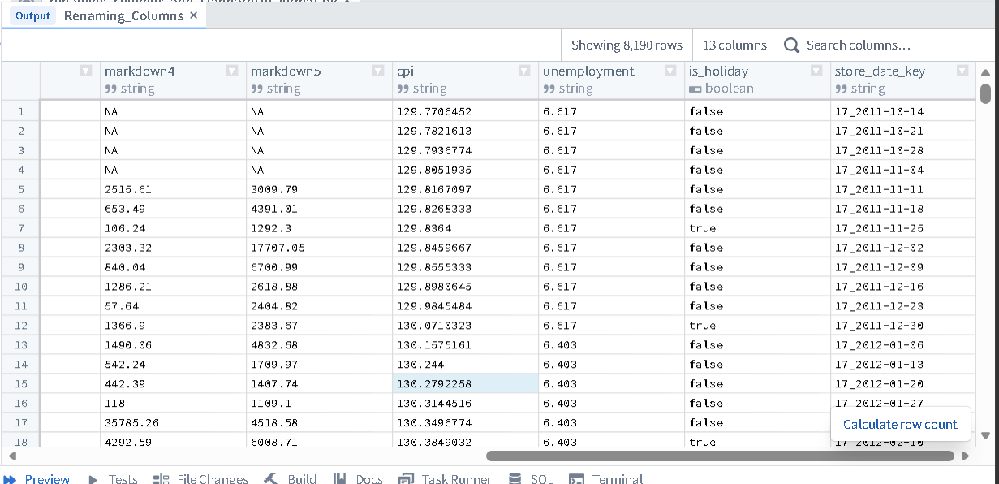 renaming_columns_and_standardize_format.py ×
Output Renaming_Columns ×
Showing 8,190 rows 13 columns Search columns...
markdown4 markdown5 cpi unemployment is_holiday store_date_key
string string string string boolean string
1 NA NA 129.7706452 6.617 false 17_2011-10-14
2 NA NA 129.7821613 6.617 false 17_2011-10-21
3 NA NA 129.7936774 6.617 false 17_2011-10-28
4 NA NA 129.8051935 6.617 false 17_2011-11-04
5 2515.61 3009.79 129.8167097 6.617 false 17_2011-11-11
6 653.49 4391.01 129.8268333 6.617 false 17_2011-11-18
7 106.24 1292.3 129.8364 6.617 true 17_2011-11-25
8 2303.32 17707.05 129.8459667 6.617 false 17_2011-12-02
9 840.04 6700.99 129.8555333 6.617 false 17_2011-12-09
10 1286.21 2618.88 129.8980645 6.617 false 17_2011-12-16
11 57.64 2404.82 129.9845484 6.617 false 17_2011-12-23
12 1366.9 2383.67 130.0710323 6.617 true 17_2011-12-30
13 1490.06 4832.68 130.1575161 6.403 false 17_2012-01-06
14 542.24 1709.97 130.244 6.403 false 17_2012-01-13
15 442.39 1407.74 130.2792258 6.403 false 17_2012-01-20
16 118 1109.1 130.3144516 6.403 false 17_2012-01-27
17 35785.26 4518.58 130.3496774 6.403 false
Calculate row count
18 4292.59 6008.71 130.3849032 6.403 true 17_2012-02-10
Preview Tests File Changes Build Docs Task Runner SQL Terminal